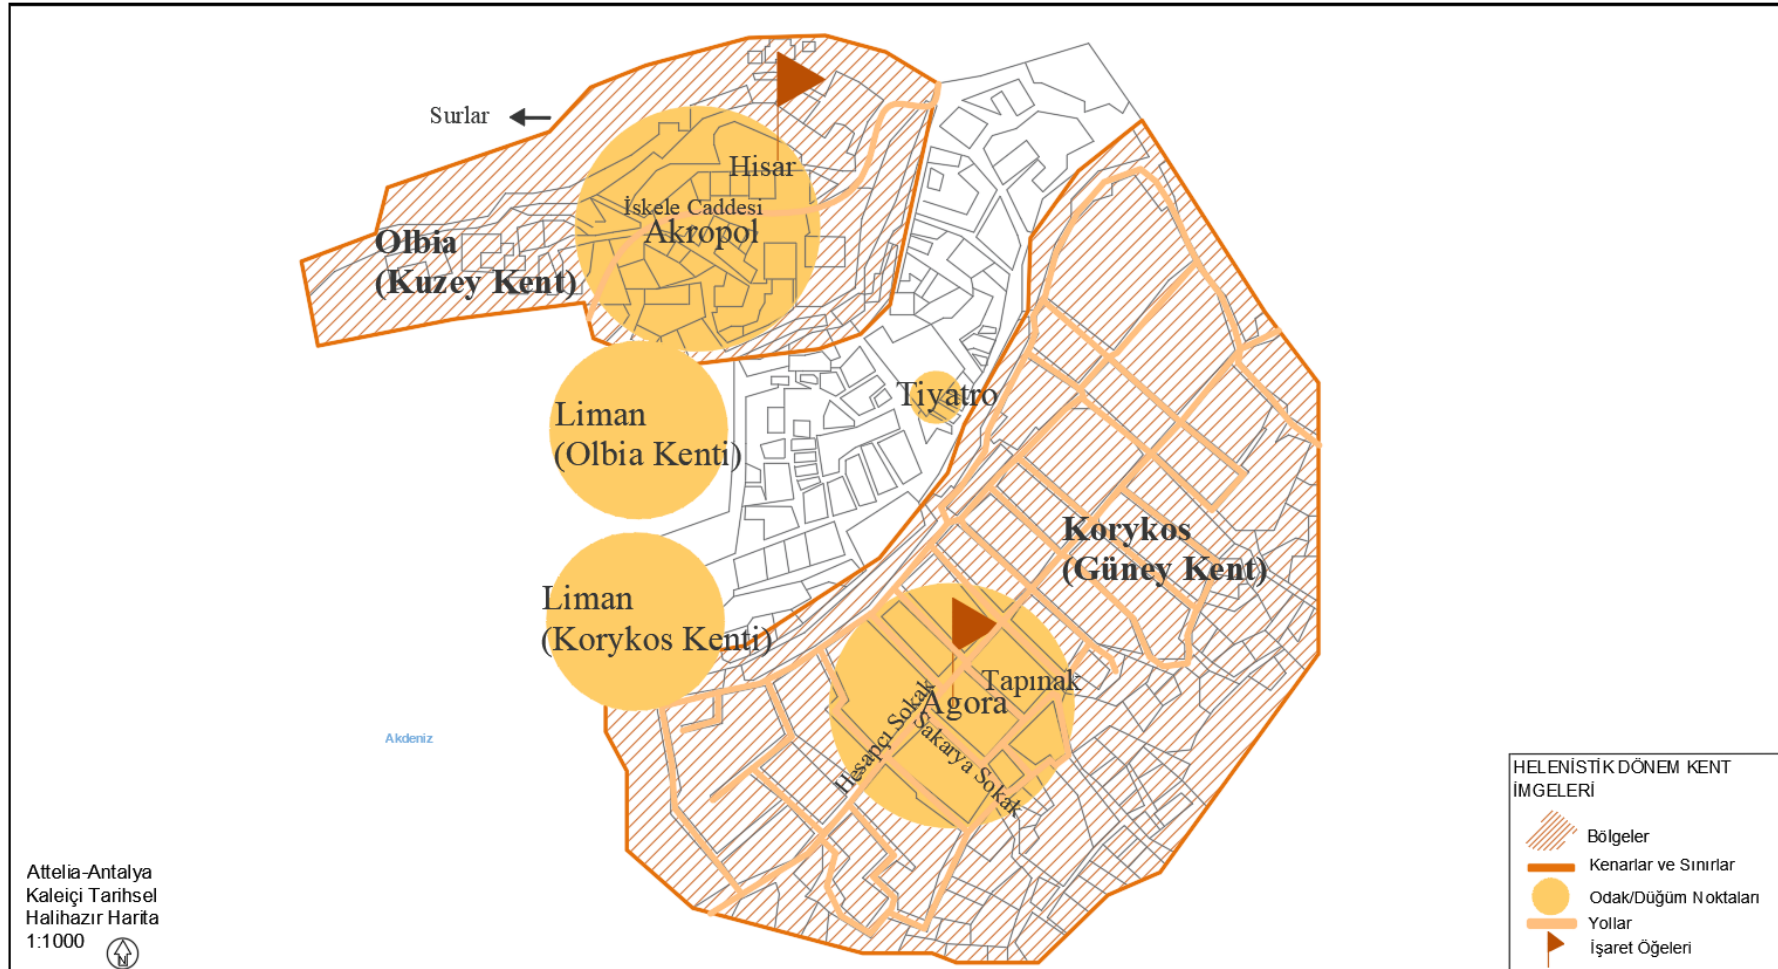 Surlar
Hisar
İskele Caddesi
Akropol
Olbia
(Kuzey Kent)
Tiyatro
Liman
(Olbia Kenti)
Korykos
(Güney Kent)
Liman
(Korykos Kenti)
Tapınak
Agora
Hesapçı Sokak
Sakarya Sokak
Akdeniz
HELENİSTİK DÖNEM KENT
İMGELERİ
Bölgeler
Kenarlar ve Sınırlar
Odak/Düğüm Noktaları
Yollar
İşaret Öğeleri
Attelia-Antalya
Kaleiçi Tarihsel
Halihazır Harita
1:1000
N